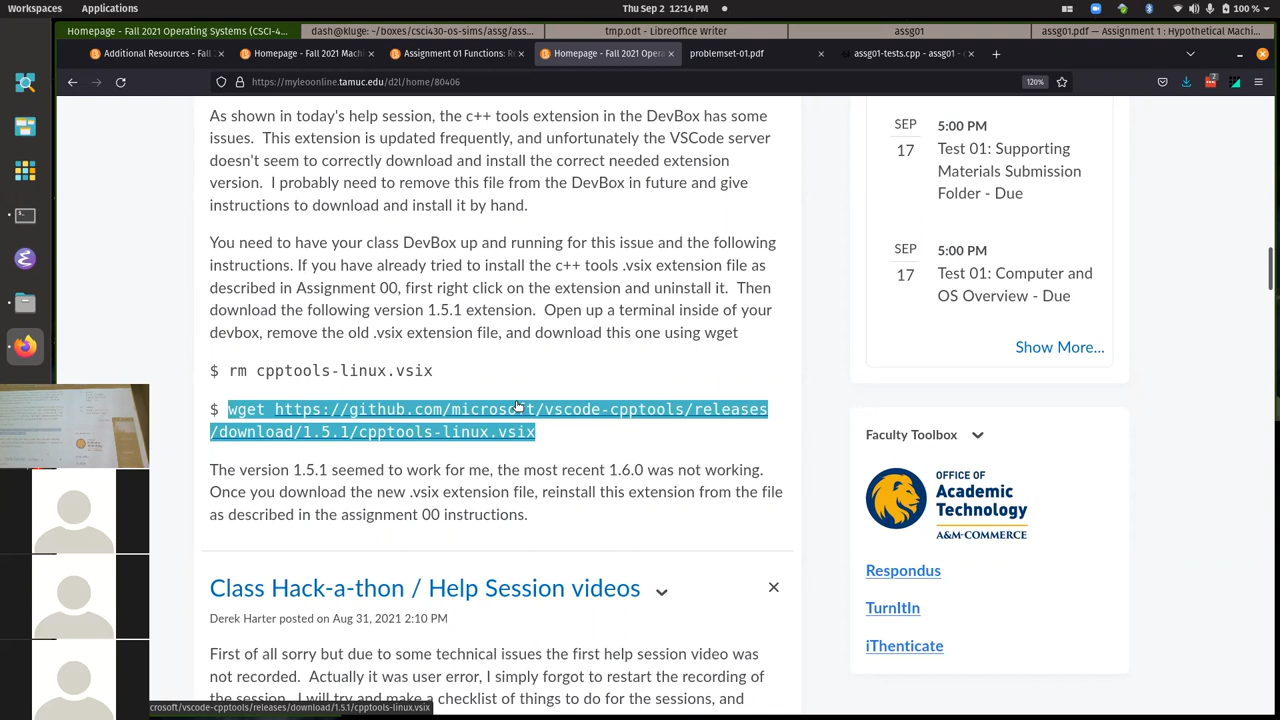 Workspaces Applications Thu Sep 2 12:14 PM 100 %
Homepage - Fall 2021 Operating Systems (CSCI-4... dash@kluge: ~/boxes/csci430-os-sims/assg/ass... tmp.odt - LibreOffice Writer assg01 assg01.pdf — Assignment 1 : Hypothetical Machi...
Additional Resources - Fall Homepage - Fall 2021 Mach Assignment 01 Functions: R Homepage - Fall 2021 Opera problemset-01.pdf assg01-tests.cpp - assg01 -
https://myleoonline.tamuc.edu/d2l/home/80406 120%
As shown in today's help session, the c++ tools extension in the DevBox has some
issues. This extension is updated frequently, and unfortunately the VSCode server
doesn't seem to correctly download and install the correct needed extension
version. I probably need to remove this file from the DevBox in future and give
instructions to download and install it by hand.
You need to have your class DevBox up and running for this issue and the following
instructions. If you have already tried to install the c++ tools .vsix extension file as
described in Assignment 00, first right click on the extension and uninstall it. Then
download the following version 1.5.1 extension. Open up a terminal inside of your
devbox, remove the old .vsix extension file, and download this one using wget
$ rm cpptools-linux.vsix
$ wget https://github.com/microsoft/vscode-cpptools/releases
/download/1.5.1/cpptools-linux.vsix
The version 1.5.1 seemed to work for me, the most recent 1.6.0 was not working.
Once you download the new .vsix extension file, reinstall this extension from the file
as described in the assignment 00 instructions.
Class Hack-a-thon / Help Session videos
Derek Harter posted on Aug 31, 2021 2:10 PM
First of all sorry but due to some technical issues the first help session video was
not recorded. Actually it was user error, I simply forgot to restart the recording of
the session. I will try and make a checklist of things to do for the sessions, and
icrosoft/vscode-cpptools/releases/download/1.5.1/cpptools-linux.vsix
SEP
17
5:00 PM
Test 01: Supporting
Materials Submission
Folder - Due
SEP
17
5:00 PM
Test 01: Computer and
OS Overview - Due
Show More...
Faculty Toolbox
OFFICE OF
Academic
Technology
A&M-COMMERCE
Respondus
TurnItIn
iThenticate